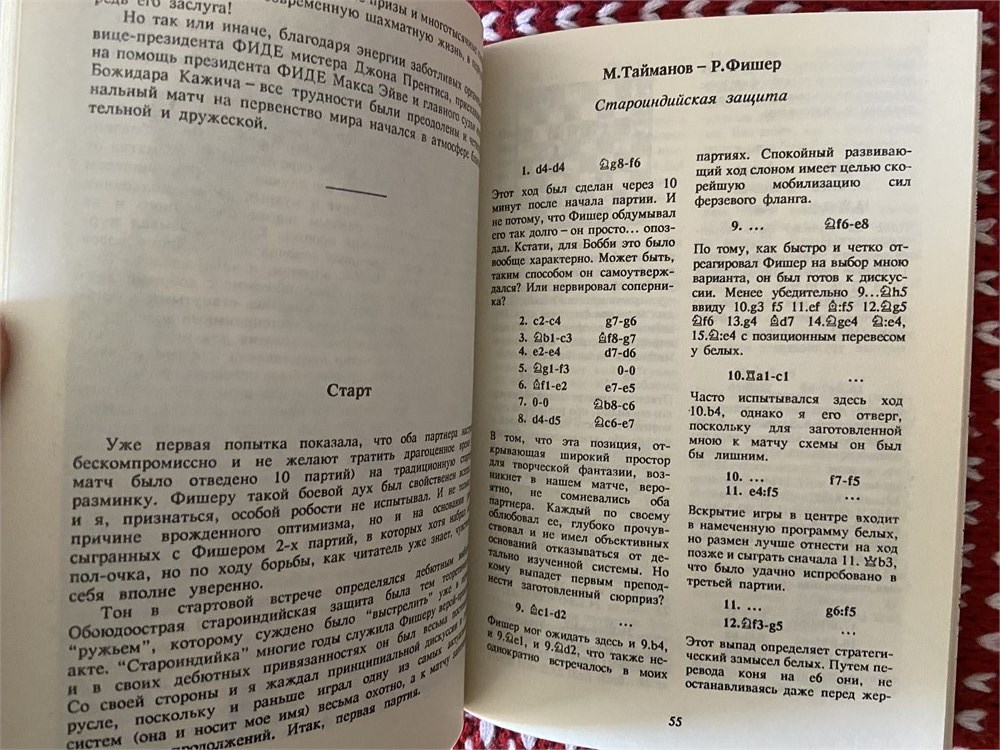 призы и многотысячные
редь его заслуга! современную шахматную жизнь, в
Но так или иначе, благодаря энергии заботливых
вице-президента ФИДЕ мистера Джона Прентиса,
на помощь президента ФИДЕ Макса Эйве и главного судьи
Божидара Кажича – все трудности были преодолены и
нальный матч на первенство мира начался в атмосфере
тельной и дружеской.
Старт
Уже первая попытка показала, что оба партнера
бескомпромиссно и не желают тратить драгоценное время
матч было отведено 10 партий) на традиционную
разминку. Фишеру такой боевой дух был свойственен
и я, признаться, особой робости не испытывал. И не только
причине врожденного оптимизма, но и на основании
сыгранных с Фишером 2-х партий, в которых хотя набрал
пол-очка, но по ходу борьбы, как читатель уже знает,
себя вполне уверенно.
Тон в стартовой встрече определялся дебютным
Обоюдоострая староиндийская защита была тем
"ружьем", которому суждено было "выстрелить" уже в
акте. "Староиндийка" многие годы служила Фишеру
и в своих дебютных привязанностях он был весьма
Со своей стороны и я жаждал принципиальной дискуссии в
русле, поскольку и раньше играл одну из самых
систем (она и носит мое имя) весьма охотно, а к матчу
продолжений. Итак, первая партия.
М.Тайманов – Р.Фишер
Староиндийская защита
1. d4-d4 ♘g8-f6
Этот ход был сделан через 10
минут после начала партии. И
не потому, что Фишер обдумывал
его так долго – он просто... опоз-
дал. Кстати, для Бобби это было
вообще характерно. Может быть,
таким способом он самоутверж-
дался? Или нервировал соперни-
ка?
2. c2-c4 g7-g6
3. ♘b1-c3 ♗f8-g7
4. e2-e4 d7-d6
5. ♘g1-f3 0-0
6. ♗f1-e2 e7-e5
7. 0-0 ♘b8-c6
8. d4-d5 ♘c6-e7
В том, что эта позиция, от-
крывающая широкий простор
для творческой фантазии, воз-
никнет в нашем матче, веро-
ятно, не сомневались оба
партнера. Каждый по своему
облюбовал ее, глубоко прочув-
ствовал и не имел объективных
оснований отказываться от де-
тально изученной системы. Но
кому выпадет первым препод-
нести заготовленный сюрприз?
9. ♗c1-d2 ...
Фишер мог ожидать здесь и 9.b4,
и 9.♘e1, и 9.♘d2, что также не-
однократно встречалось в моих
партиях. Спокойный развиваю-
щий ход слоном имеет целью ско-
рейшую мобилизацию сил
ферзевого фланга.
9. ... ♘f6-e8
По тому, как быстро и четко от-
реагировал Фишер на выбор мною
варианта, он был готов к дискус-
сии. Менее убедительно 9...♘h5
ввиду 10.g3 f5 11.ef ♗:f5 12.♘g5
♘f6 13.g4 ♗d7 14.♘ge4 ♘:e4,
15.♘:e4 с позиционным перевесом
у белых.
10.♖a1-c1 ...
Часто испытывался здесь ход
10.b4, однако я его отверг,
поскольку для заготовленной
мною к матчу схемы он был
бы лишним.
10. ... f7-f5
11. e4:f5 ...
Вскрытие игры в центре входит
в намеченную программу белых,
но размен лучше отнести на ход
позже и сыграть сначала 11. ♕b3,
что было удачно испробовано в
третьей партии.
11. ... g6:f5
12.♘f3-g5 ...
Этот выпад определяет стратеги-
ческий замысел белых. Путем пе-
ревода коня на e6 они, не
останавливаясь даже перед жер-
55